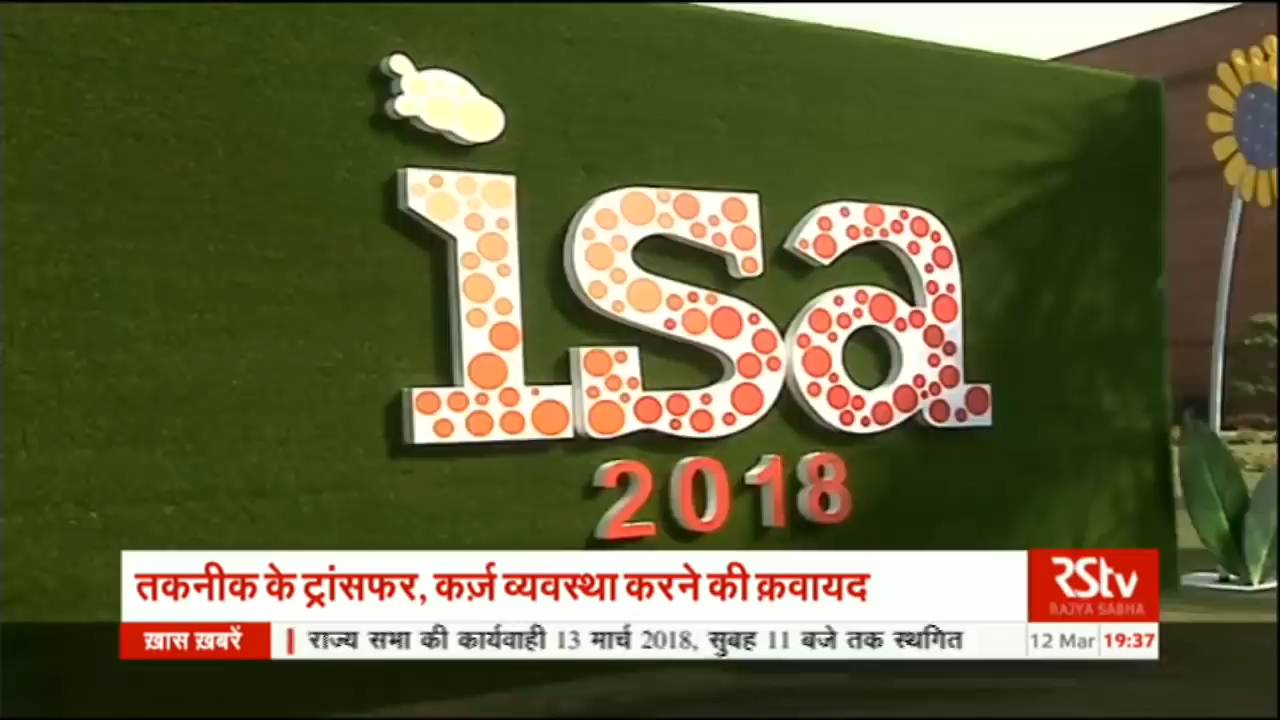 isa
2018
तकनीक के ट्रांसफर, कर्ज़ व्यवस्था करने की क़वायद
RStv
RAJYA SABHA
ख़ास ख़बरें
राज्य सभा की कार्यवाही 13 मार्च 2018, सुबह 11 बजे तक स्थगित
12 Mar 19:37